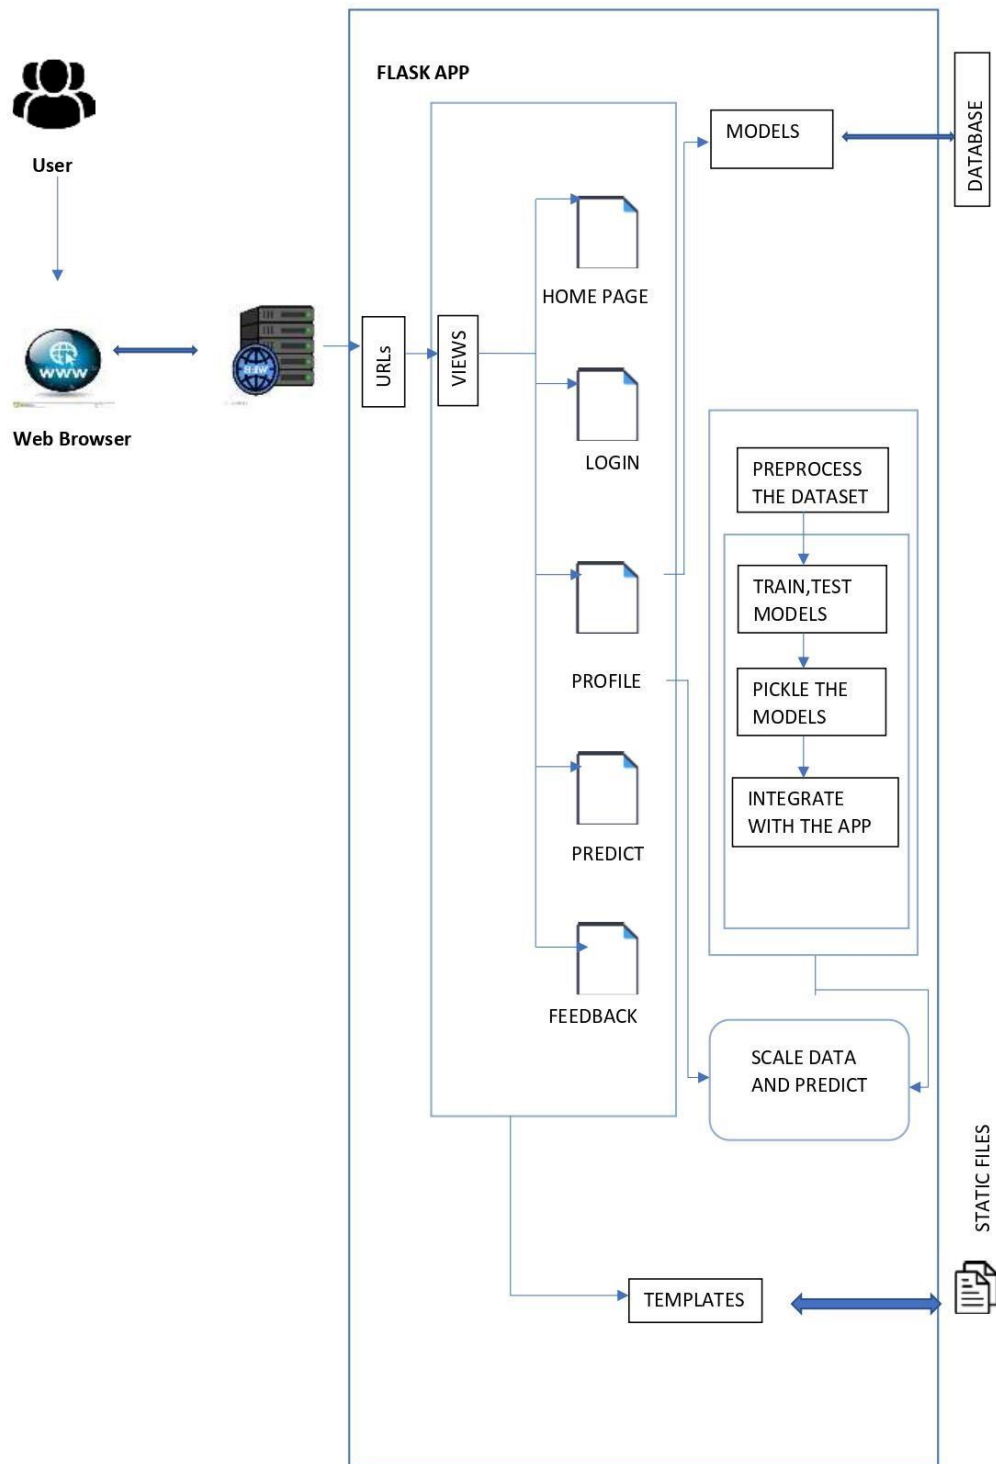 FLASK APP
MODELS
DATABASE
User
HOME PAGE
URLs
VIEWS
WWW
Web Browser
LOGIN
PREPROCESS
THE DATASET
TRAIN,TEST
MODELS
PROFILE
PICKLE THE
MODELS
INTEGRATE
WITH THE APP
PREDICT
FEEDBACK
SCALE DATA
AND PREDICT
STATIC FILES
TEMPLATES